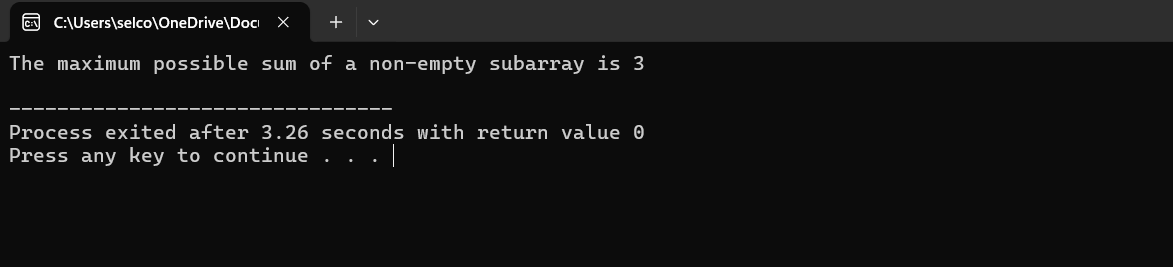 C:\Users\selco\OneDrive\Doc
The maximum possible sum of a non-empty subarray is 3
--------------------------------
Process exited after 3.26 seconds with return value 0
Press any key to continue . . .